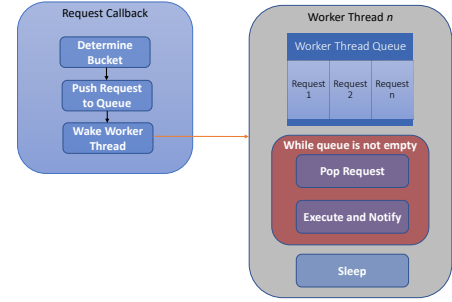 Request Callback
Determine
Bucket
Push Request
to Queue
Wake Worker
Thread
Worker Thread n
Worker Thread Queue
Request
1
Request
2
Request
n
While queue is not empty
Pop Request
Execute and Notify
Sleep